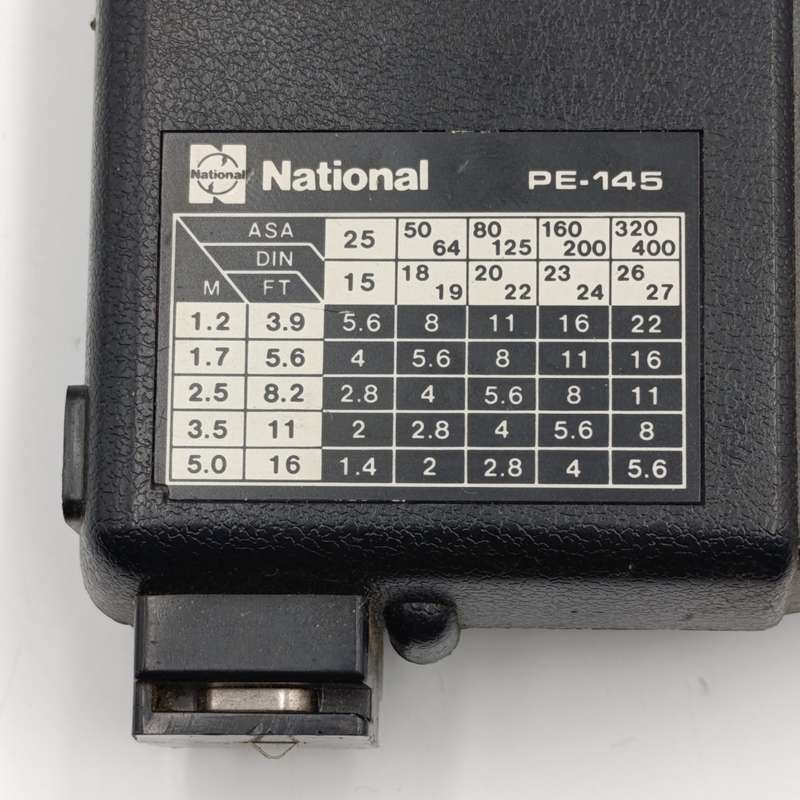 National National PE-145
ASA 25 50 64 80 125 160 200 320 400
DIN 15 18 19 20 22 23 24 26 27
M FT
1.2 3.9 5.6 8 11 16 22
1.7 5.6 4 5.6 8 11 16
2.5 8.2 2.8 4 5.6 8 11
3.5 11 2 2.8 4 5.6 8
5.0 16 1.4 2 2.8 4 5.6